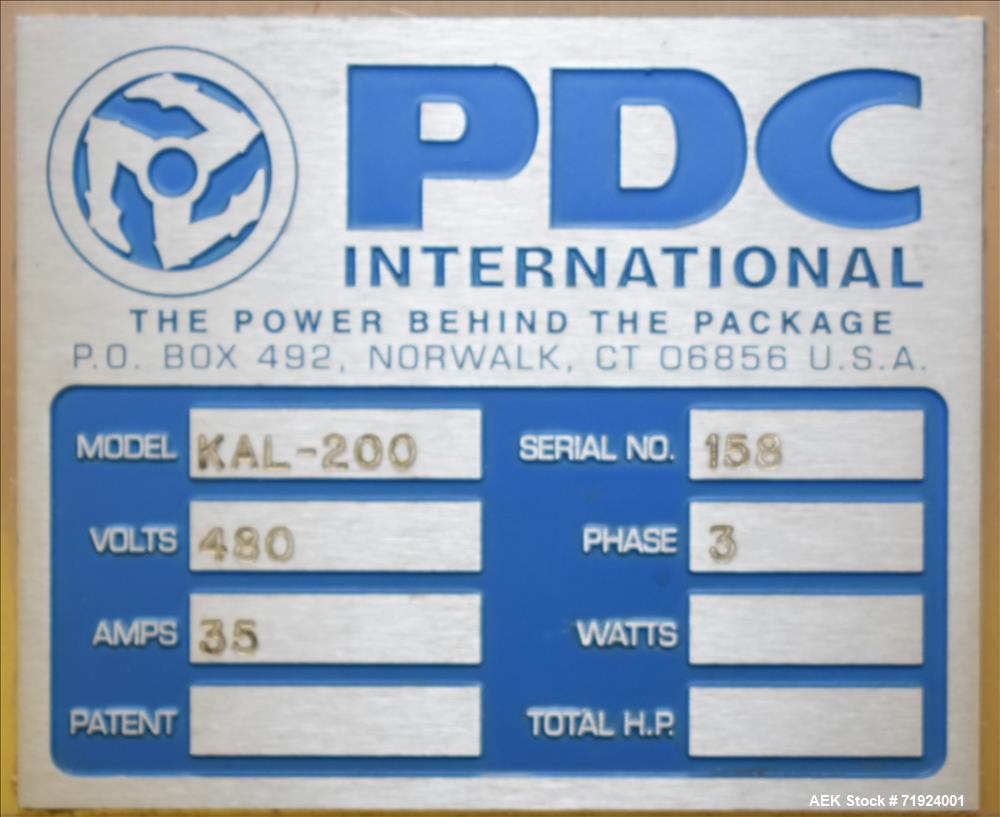 PDC
INTERNATIONAL
THE POWER BEHIND THE PACKAGE
P.O. BOX 492, NORWALK, CT 06856 U.S.A.
MODEL KAL-200 SERIAL NO. 158
VOLTS 480 PHASE 3
AMPS 35 WATTS
PATENT TOTAL H.P.
AEK Stock # 71924001